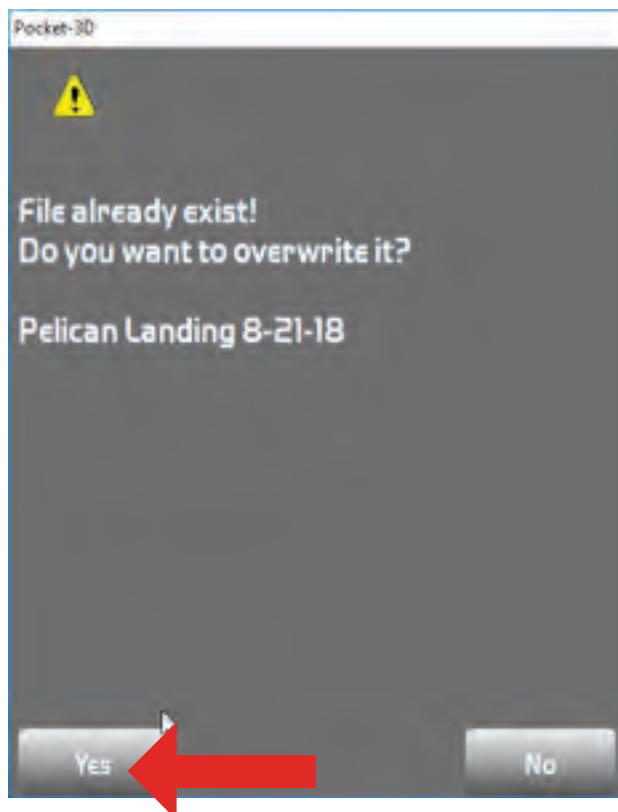 Pocket-3D
File already exist!
Do you want to overwrite it?
Pelican Landing 8-21-18
Yes
No